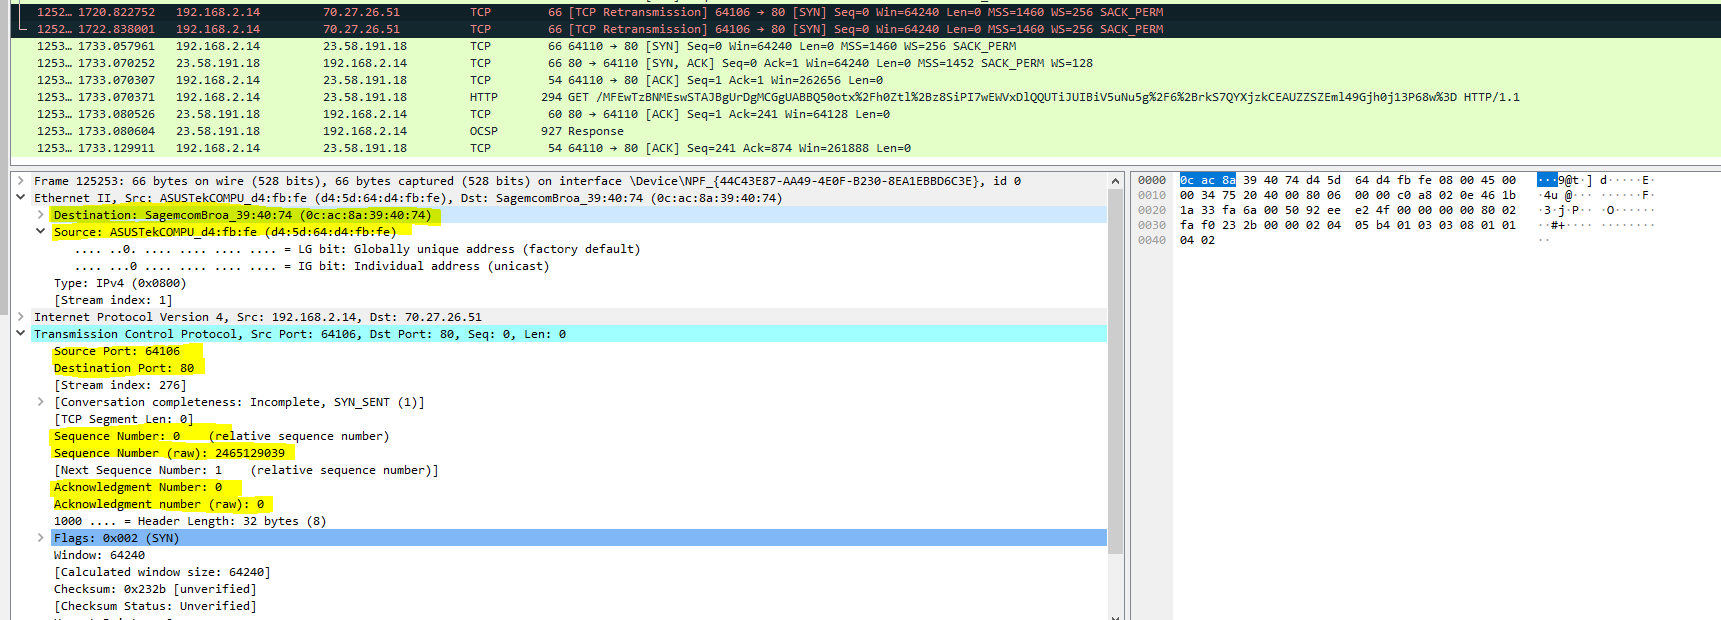 1252… 1720.822752 192.168.2.14 70.27.26.51 TCP 66 [TCP Retransmission] 64106 → 80 [SYN] Seq=0 Win=64240 Len=0 MSS=1460 WS=256 SACK_PERM
1252… 1722.838001 192.168.2.14 70.27.26.51 TCP 66 [TCP Retransmission] 64106 → 80 [SYN] Seq=0 Win=64240 Len=0 MSS=1460 WS=256 SACK_PERM
1253… 1733.057961 192.168.2.14 23.58.191.18 TCP 66 64110 → 80 [SYN] Seq=0 Win=64240 Len=0 MSS=1460 WS=256 SACK_PERM
1253… 1733.070252 23.58.191.18 192.168.2.14 TCP 66 80 → 64110 [SYN, ACK] Seq=0 Ack=1 Win=64240 Len=0 MSS=1452 SACK_PERM WS=128
1253… 1733.070307 192.168.2.14 23.58.191.18 TCP 54 64110 → 80 [ACK] Seq=1 Ack=1 Win=262656 Len=0
1253… 1733.070371 192.168.2.14 23.58.191.18 HTTP 294 GET /MFEwTzBNMEswSTAJBgUrDgMCGgUABBQ50otx%2Fh0Ztl%2Bz8SiPI7wEWVxDlQQUTiJUIBiV5uNu5g%2F6%2BrkS7QYXjzkCEAUZZSZEml49Gjh0j13P68w%3D HTTP/1.1
1253… 1733.080526 23.58.191.18 192.168.2.14 TCP 60 80 → 64110 [ACK] Seq=1 Ack=241 Win=64128 Len=0
1253… 1733.080604 23.58.191.18 192.168.2.14 OCSP 927 Response
1253… 1733.129911 192.168.2.14 23.58.191.18 TCP 54 64110 → 80 [ACK] Seq=241 Ack=874 Win=261888 Len=0
Frame 125253: 66 bytes on wire (528 bits), 66 bytes captured (528 bits) on interface \Device\NPF_{44C43E87-AA49-4E0F-B230-8EA1EBBD6C3E}, id 0
Ethernet II, Src: ASUSTekCOMPU_d4:fb:fe (d4:5d:64:d4:fb:fe), Dst: SagemcomBroa_39:40:74 (0c:ac:8a:39:40:74)
Destination: SagemcomBroa_39:40:74 (0c:ac:8a:39:40:74)
Source: ASUSTekCOMPU_d4:fb:fe (d4:5d:64:d4:fb:fe)
.... ..0. .... .... .... .... = LG bit: Globally unique address (factory default)
.... ...0 .... .... .... .... = IG bit: Individual address (unicast)
Type: IPv4 (0x0800)
[Stream index: 1]
Internet Protocol Version 4, Src: 192.168.2.14, Dst: 70.27.26.51
Transmission Control Protocol, Src Port: 64106, Dst Port: 80, Seq: 0, Len: 0
Source Port: 64106
Destination Port: 80
[Stream index: 276]
[Conversation completeness: Incomplete, SYN_SENT (1)]
[TCP Segment Len: 0]
Sequence Number: 0 (relative sequence number)
Sequence Number (raw): 2465129039
[Next Sequence Number: 1 (relative sequence number)]
Acknowledgment Number: 0
Acknowledgment number (raw): 0
1000 .... = Header Length: 32 bytes (8)
Flags: 0x002 (SYN)
Window: 64240
[Calculated window size: 64240]
Checksum: 0x232b [unverified]
[Checksum Status: Unverified]
0000 0c ac 8a 39 40 74 d4 5d 64 d4 fb fe 08 00 45 00 ···9@t·] d·····E·
0010 00 34 75 20 40 00 80 06 00 00 c0 a8 02 0e 46 1b ·4u @··· ······F·
0020 1a 33 fa 6a 00 50 92 ee e2 4f 00 00 00 00 80 02 ·3·j·P·· ·O······
0030 fa f0 23 2b 00 00 02 04 05 b4 01 03 03 08 01 01 ··#+···· ········
0040 04 02 ··